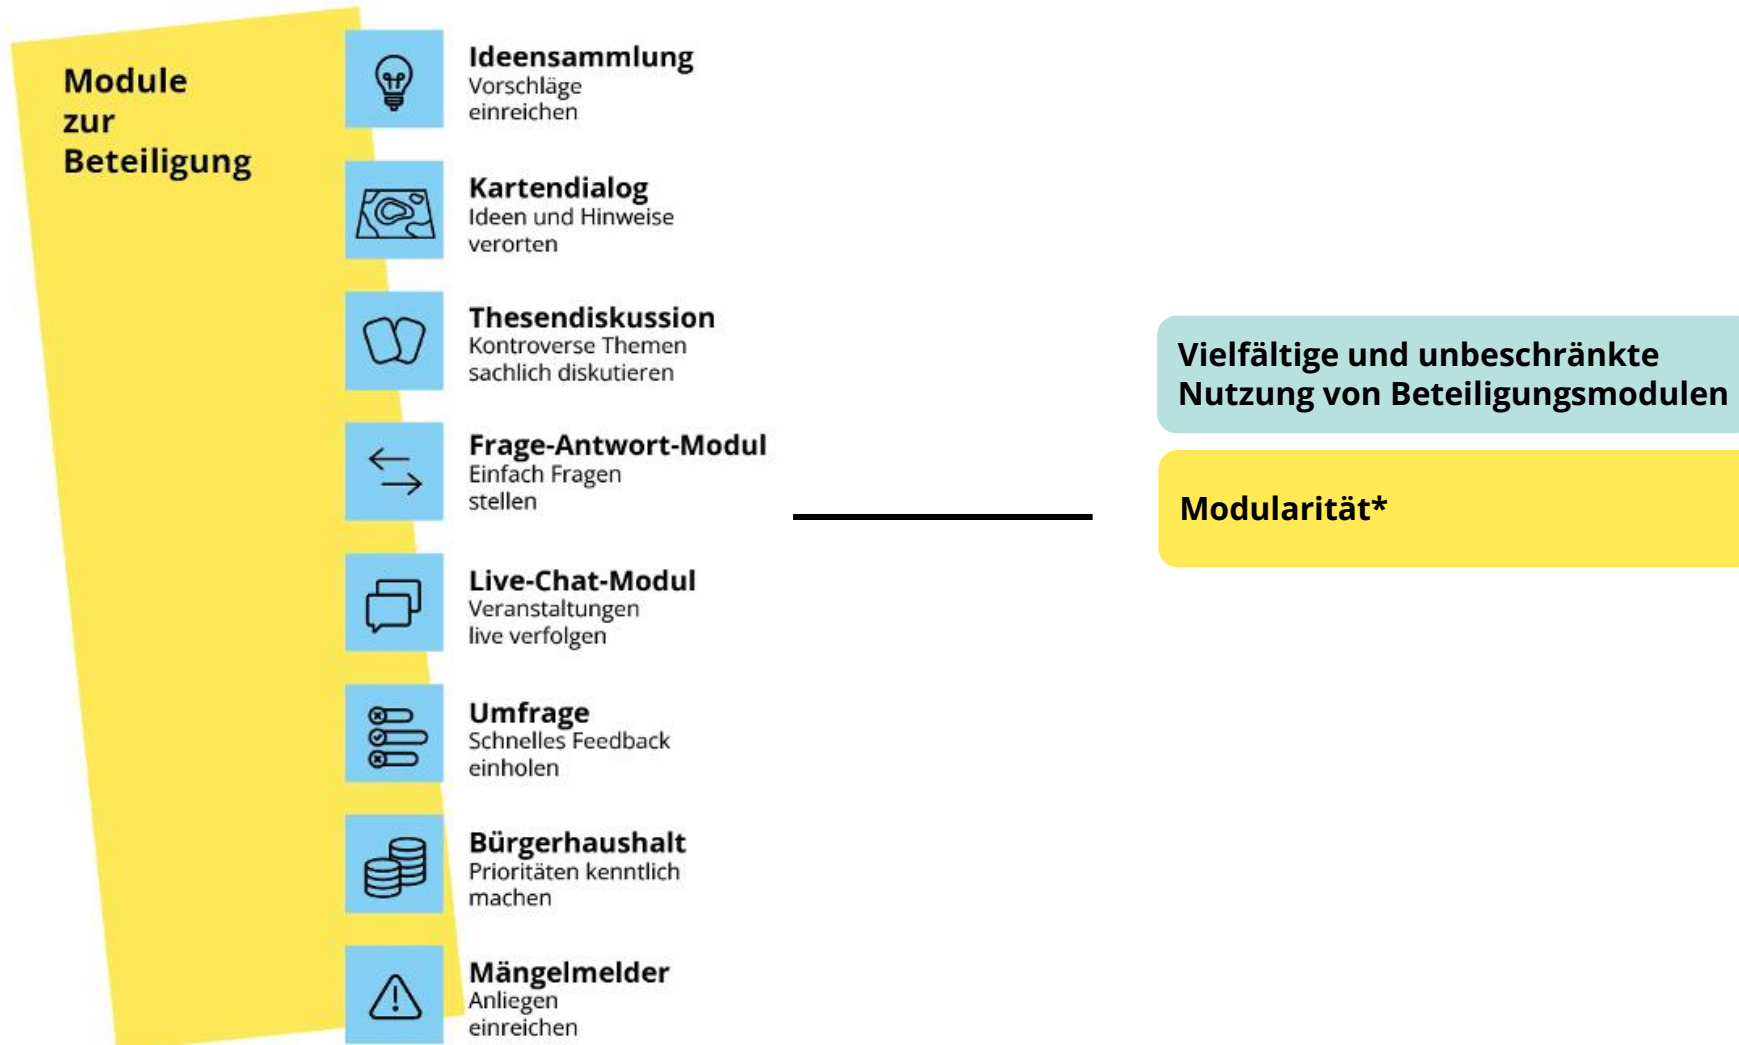 Module
zur
Beteiligung
Ideensammlung
Vorschläge
einreichen
Kartendialog
Ideen und Hinweise
verorten
Thesendiskussion
Kontroverse Themen
sachlich diskutieren
Frage-Antwort-Modul
Einfach Fragen
stellen
Live-Chat-Modul
Veranstaltungen
live verfolgen
Umfrage
Schnelles Feedback
einholen
Bürgerhaushalt
Prioritäten kenntlich
machen
Mängelmelder
Anliegen
einreichen
Vielfältige und unbeschränkte
Nutzung von Beteiligungsmodulen
Modularität*